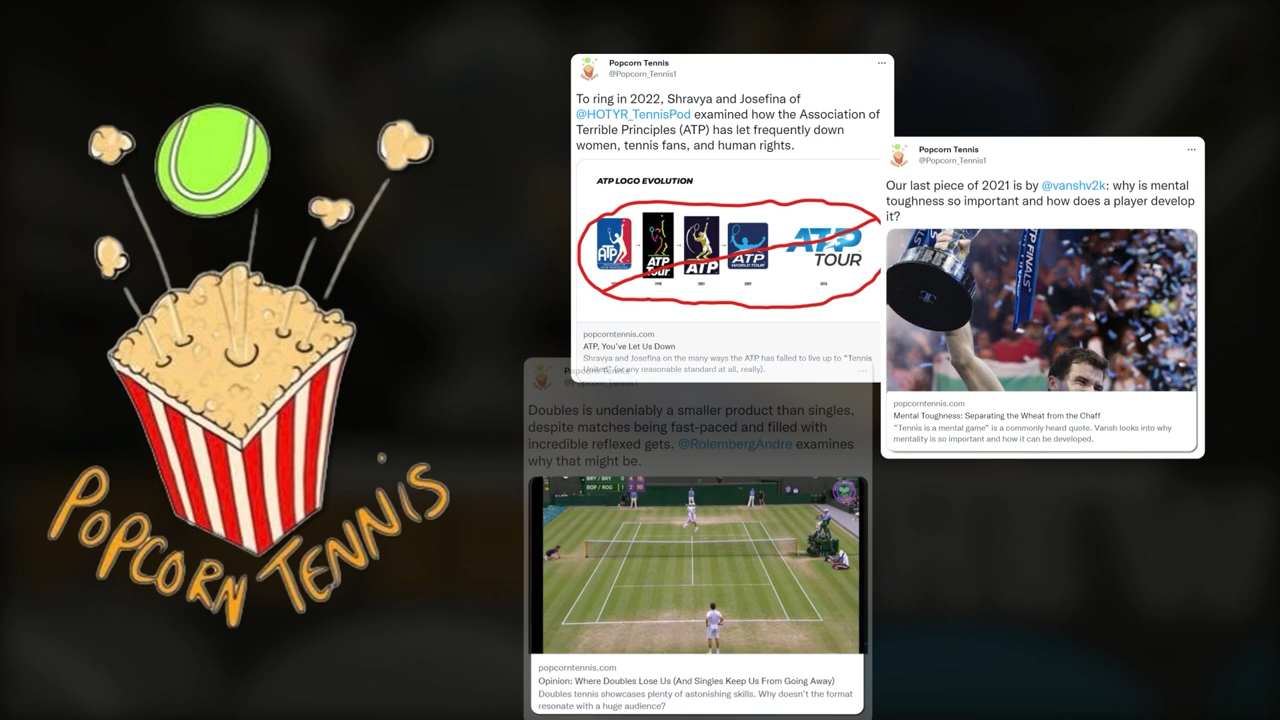 POPCORN TENNIS
Popcorn Tennis
@Popcorn_Tennis1
To ring in 2022, Shravya and Josefina of
@HOTYR_TennisPod examined how the Association of
Terrible Principles (ATP) has let frequently down
women, tennis fans, and human rights.
ATP LOGO EVOLUTION
ATP
ATP
TOUR
ATP
ATP
WORLD TOUR
ATP
TOUR
popcorntennis.com
ATP, You've Let Us Down
Shravya and Josefina on the many ways the ATP has failed to live up to "Tennis
United" (or any reasonable standard at all, really).
Popcorn Tennis
@Popcorn_Tennis1
Our last piece of 2021 is by @vanshv2k: why is mental
toughness so important and how does a player develop
it?
ATP FINALS
popcorntennis.com
Mental Toughness: Separating the Wheat from the Chaff
"Tennis is a mental game" is a commonly heard quote. Vansh looks into why
mentality is so important and how it can be developed.
Popcorn Tennis
@Popcorn_Tennis1
Doubles is undeniably a smaller product than singles,
despite matches being fast-paced and filled with
incredible reflexed gets. @RolembergAndre examines
why that might be.
popcorntennis.com
Opinion: Where Doubles Lose Us (And Singles Keep Us From Going Away)
Doubles tennis showcases plenty of astonishing skills. Why doesn't the format
resonate with a huge audience?